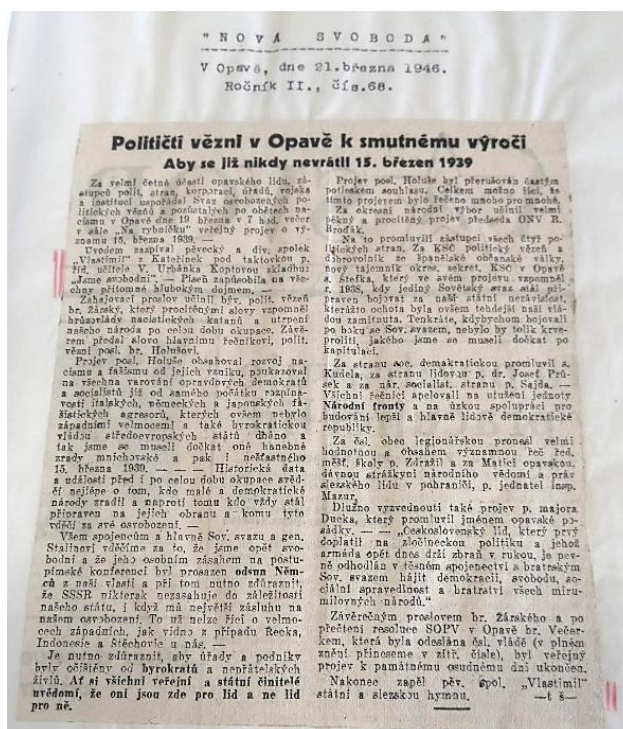 "NOVÁ SVOBODA"
V Opavě, dne 21.března 1946.
Ročník II., čís.68.
Političtí vězni v Opavě k smutnému výročí
Aby se již nikdy nevrátil 15. březen 1939
Za velmi četné účasti opavského lidu, zá-
stupců polit. stran, korporací, úřadů, vojska
a institucí uspořádal Svaz osvobozených po-
litických vězňů a pozůstalých po obětech na-
cismu v Opavě dne 19 března v 7 hod. večer
v sále „Na rybníčku" veřejný projev o vý-
znamu 15. března 1939. —
Úvodem zazpíval pěvecký a div. spolek
„Vlastimil" z Kateřinek pod taktovkou p.
říd. učitele V. Urbánka Koptovou skladbu:
„Jsme svobodni". — Píseň zapůsobila na vše-
chny přítomné hlubokým dojmem. —
Zahajovací proslov učinil býv. polit. vězeň
br. Žárský, který procítěnými slovy vzpomněl
hrůzovlády nacistických katanů a utrpení
našeho národa po celou dobu okupace. Závě-
rem předal slovo hlavnímu řečníkovi, polit.
vězni posl. br. Holušovi.
Projev posl. Holuše obsahoval rozvoj na-
cismu a fašismu od jejich vzniku, poukazoval
na všechna varování opravdových demokratů
a socialistů již od samého počátku rozpína-
vosti italských, německých a japonských fa-
šistických agresorů, kterých ovšem nebylo
západními velmocemi a také byrokratickou
vládou středoevropských států dbáno a
tak jsme se museli dočkat oné hanebné
zrady mnichovské a pak i nešťastného
15. března 1939. — — — Historická data
a události před i po celou dobu okupace svěd-
čí nejlépe o tom, kdo malé a demokratické
národy zradil a naproti tomu kdo vždy stál
připraven na jejich obranu a komu tyto
vděčí za své osvobození. —
Všem spojencům a hlavně Sov. svazu a gen.
Stalinovi vděčíme za to, že jsme opět svo-
bodní a že jeho osobním zásahem na postu-
pimské konferenci byl prosazen odsun Něm-
ců z naší vlasti a při tom nutno zdůraznit,
že SSSR nikterak nezasahuje do záležitostí
našeho státu, i když má největší zásluhu na
našem osvobození. To už nelze říci o velmo-
cech západních, jak vidno z případu Řecka,
Indonesie a Štěchovic u nás. —
Je nutno zdůraznit, aby úřady a podniky
byly očištěny od byrokratů a nepřátelských
živlů. Ať si všichni veřejní a státní činitelé
uvědomí, že oni jsou zde pro lid a ne lid
pro ně.
Projev posl. Holuše byl přerušován častým
potleskem souhlasu. Celkem možno říci, že
tímto projevem bylo řečeno mnoho pro mnohé.
Za okresní národní výbor učinil velmi
pěkný a procítěný projev předseda ONV R.
Broďák.
Na to promluvili zástupci všech čtyř po-
litických stran. Za KSČ politický vězeň a
dobrovolník ze španělské občanské války,
nový tajemník okres. sekret. KSČ v Opavě
s. Štefka, který ve svém projevu vzpomněl
r. 1938, kdy jediný Sovětský svaz stál při-
praven bojovat za naši státní nezávislost,
kterážto ochota byla ovšem tehdejší naší vlá-
dou zamítnuta. Tenkráte, kdybychom bojovali
po boku se Sov. svazem, nebylo by tolik krve-
prolití, jakého jsme se museli dočkat po
kapitulaci.
Za stranu soc. demokratickou promluvil s.
Kudela, za stranu lidovou p. dr. Josef Prů-
šek a za nár. socialist. stranu p. Sajda. —
Všichni řečníci apelovali na utužení jednoty
Národní fronty a na úzkou spolupráci pro
budování lepší a hlavně lidově demokratické
republiky.
Za čsl. obec legionářskou pronesl velmi
hodnotnou a obsahem významnou řeč řed.
měšť. školy p. Zdražil a za Matici opavskou,
dávnou strážkyni národního vědomí a práv
slezského lidu v pohraničí, p. jednatel insp.
Mazur.
Dlužno vyzvednouti také projev p. majora
Ducka, který promluvil jménem opavské po-
sádky. — — „Československý lid, který prvý
doplatil na zločineckou politiku a jehož
armáda opět dnes drží zbraň v rukou, je pev-
ně odhodlán v těsném spojenectví s bratrským
Sov. svazem hájit demokracii, svobodu, so-
ciální spravedlnost a bratrství všech míru-
milovných národů."
Závěrečným proslovem br. Žárského a po
přečtení resoluce SOPV v Opavě br. Večer-
kem, která byla odeslána čsl. vládě (v plném
znění přineseme v zítř. čísle), byl veřejný
projev k památnému osudnému dni ukončen.
Nakonec zapěl pěv. spol. „Vlastimil"
státní a slezskou hymnu. —t š—